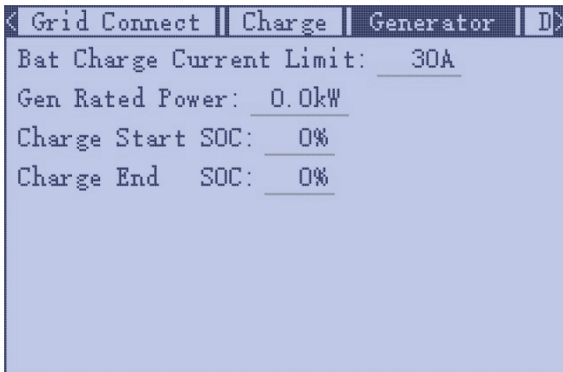 Grid Connect Charge Generator D
Bat Charge Current Limit: 30A
Gen Rated Power: 0.0kW
Charge Start SOC: 0%
Charge End SOC: 0%